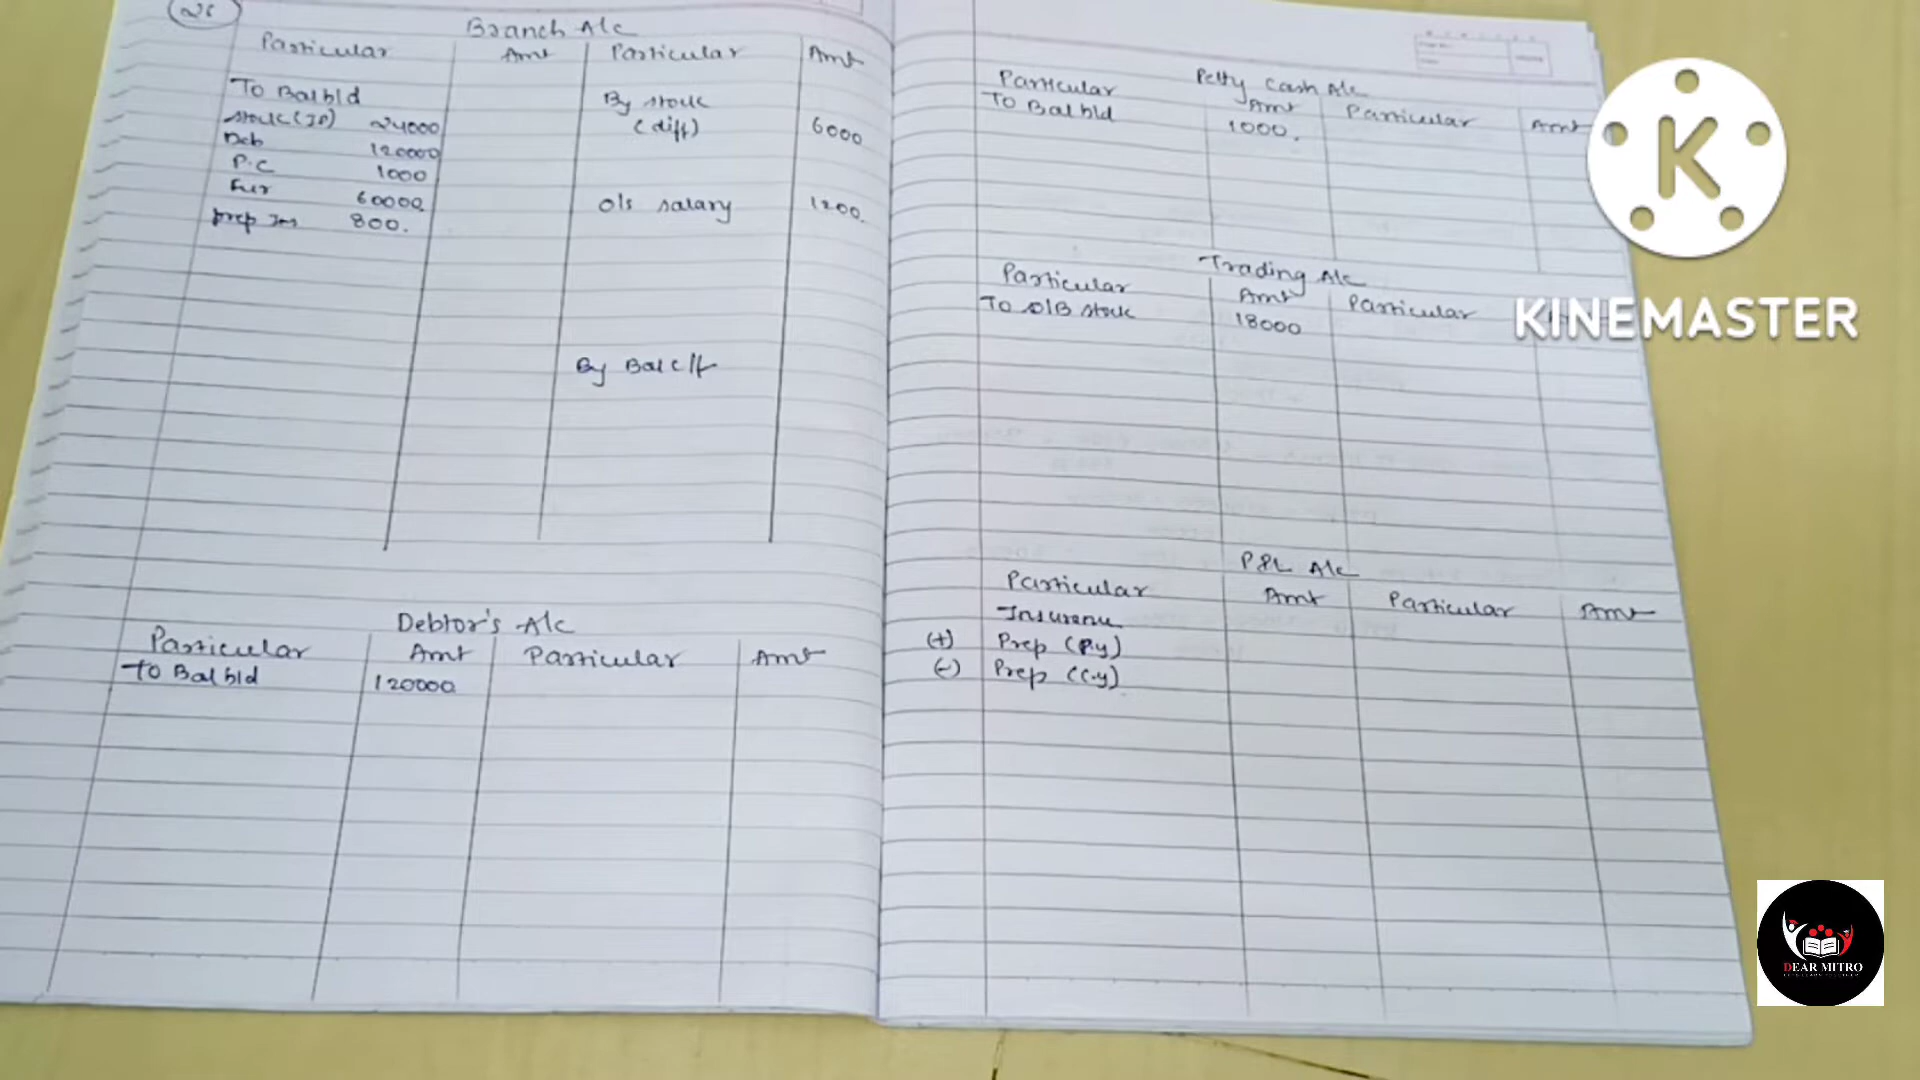 26
Branch A/c
Particular Amt Particular Amt
To Bal b/d
Stock (IP) 24000
Deb 120000
P.C 1000
Fur 60000
Prep Ins 800.
By stock
(diff) 6000
O/s salary 1200.
By Bal c/f
Debtor's A/c
Particular Amt Particular Amt
To Bal b/d 120000
Petty Cash A/c
Particular Amt Particular Amt
To Bal b/d 1000.
Trading A/c
Particular Amt Particular
To O/B stock 18000
P&L A/c
Particular Amt Particular Amt
Insuranu
(+) Prep (P.y)
(-) Prep (C.y)
KINEMASTER
DEAR MITRO